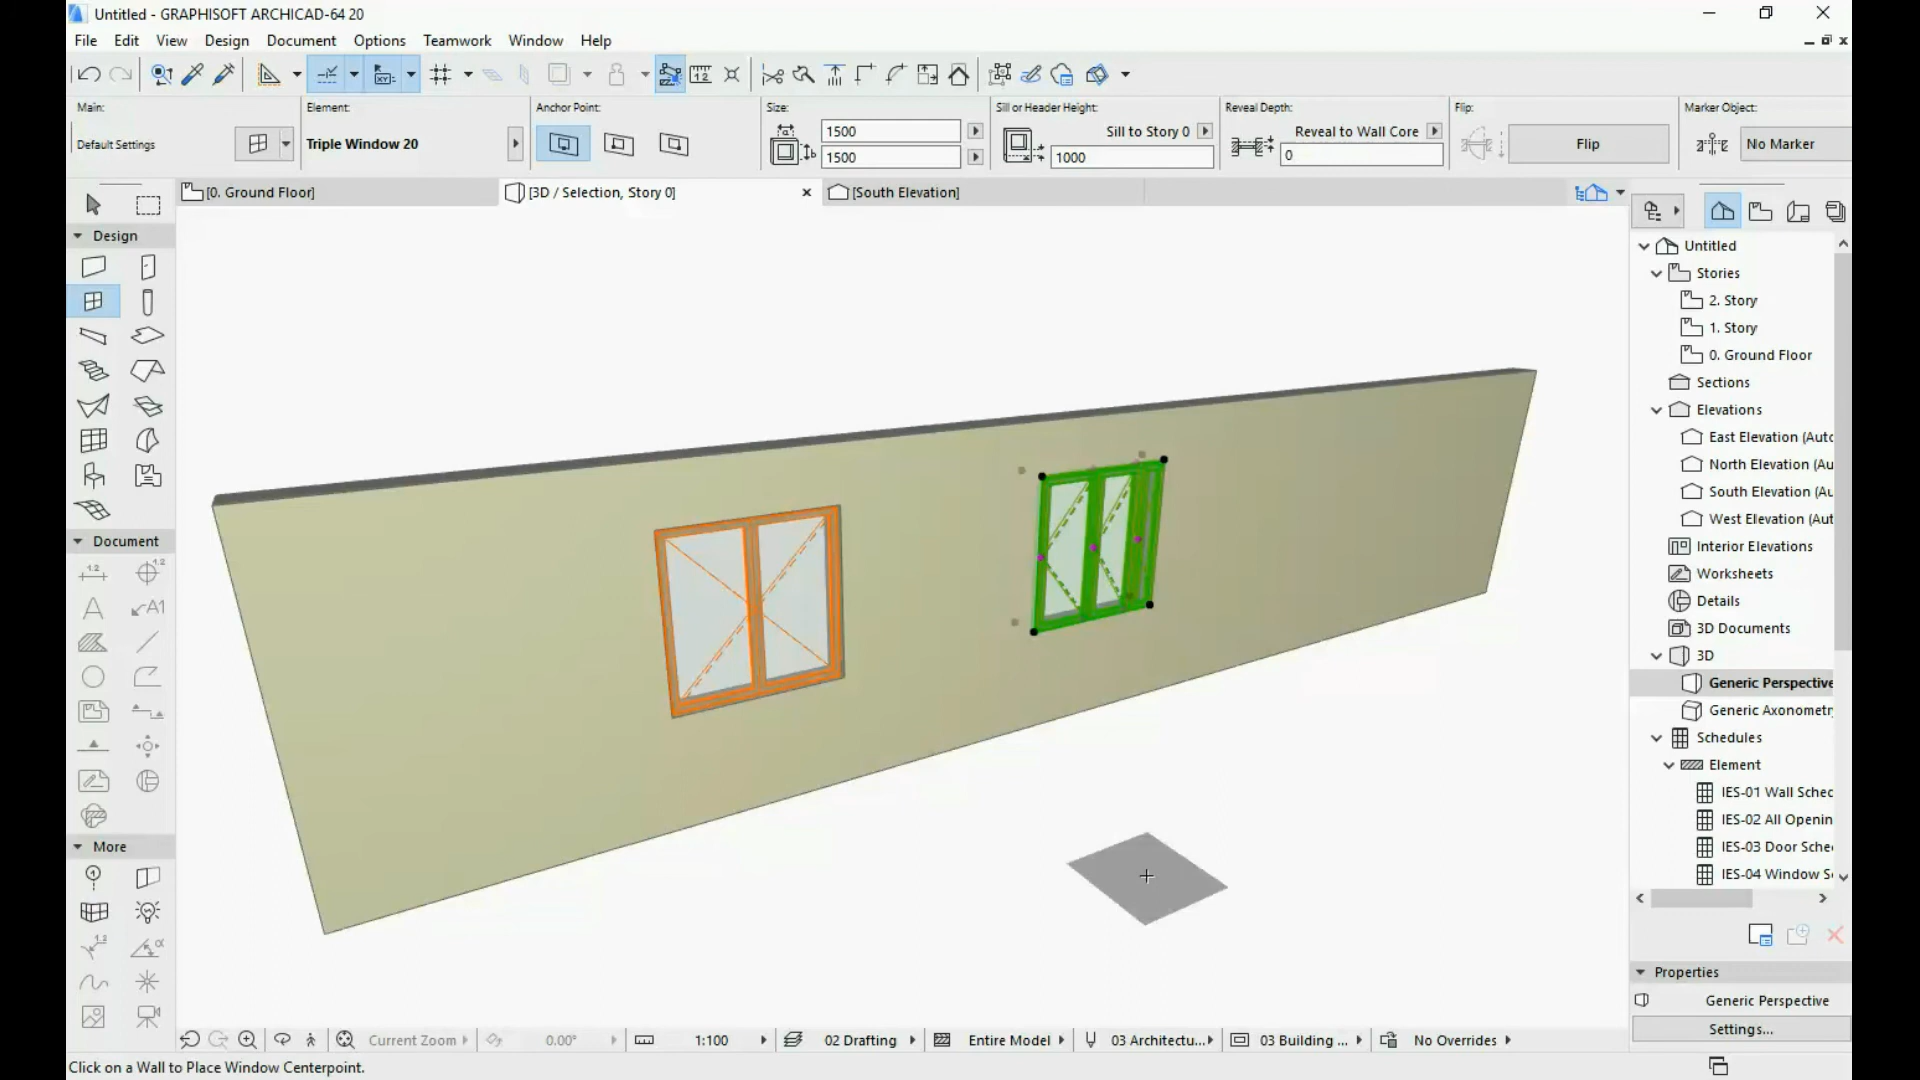 Untitled - GRAPHISOFT ARCHICAD-64 20
File Edit View Design Document Options Teamwork Window Help
Main: Element: Anchor Point: Size: Sill or Header Height: Reveal Depth: Flip: Marker Object:
Default Settings
Triple Window 20
1500
1500
Sill to Story 0
1000
Reveal to Wall Core
0
Flip
No Marker
[0. Ground Floor]
[3D / Selection, Story 0]
[South Elevation]
Design
Document
More
Untitled
Stories
2. Story
1. Story
0. Ground Floor
Sections
Elevations
East Elevation (Auto
North Elevation (Au
South Elevation (Au
West Elevation (Aut
Interior Elevations
Worksheets
Details
3D Documents
3D
Generic Perspective
Generic Axonometr
Schedules
Element
IES-01 Wall Sched
IES-02 All Openin
IES-03 Door Sche
IES-04 Window S
Properties
Generic Perspective
Settings...
Current Zoom
0.00°
1:100
02 Drafting
Entire Model
03 Architectu...
03 Building ...
No Overrides
Click on a Wall to Place Window Centerpoint.